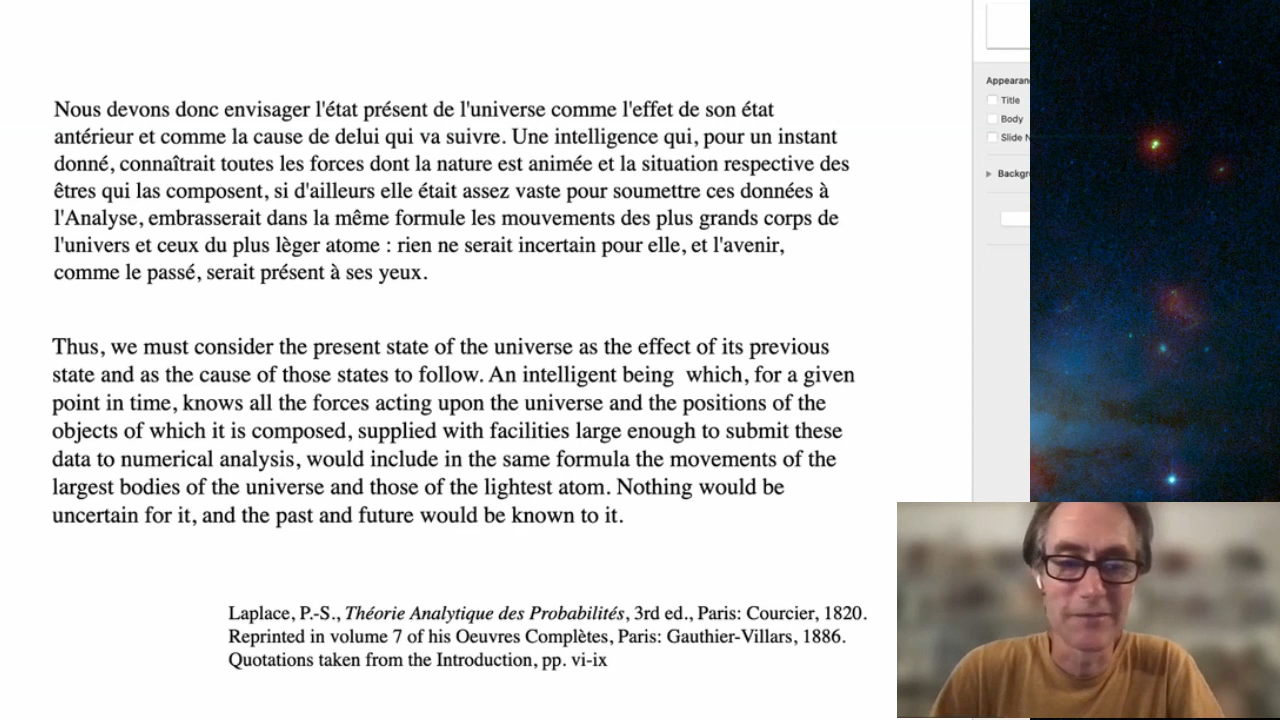 Nous devons donc envisager l'état présent de l'universe comme l'effet de son état
antérieur et comme la cause de delui qui va suivre. Une intelligence qui, pour un instant
donné, connaîtrait toutes les forces dont la nature est animée et la situation respective des
êtres qui las composent, si d'ailleurs elle était assez vaste pour soumettre ces données à
l'Analyse, embrasserait dans la même formule les mouvements des plus grands corps de
l'univers et ceux du plus lèger atome : rien ne serait incertain pour elle, et l'avenir,
comme le passé, serait présent à ses yeux.
Thus, we must consider the present state of the universe as the effect of its previous
state and as the cause of those states to follow. An intelligent being  which, for a given
point in time, knows all the forces acting upon the universe and the positions of the
objects of which it is composed, supplied with facilities large enough to submit these
data to numerical analysis, would include in the same formula the movements of the
largest bodies of the universe and those of the lightest atom. Nothing would be
uncertain for it, and the past and future would be known to it.
Laplace, P.-S., Théorie Analytique des Probabilités, 3rd ed., Paris: Courcier, 1820.
Reprinted in volume 7 of his Oeuvres Complètes, Paris: Gauthier-Villars, 1886.
Quotations taken from the Introduction, pp. vi-ix
Appearan
Title
Body
Slide N
Backgr